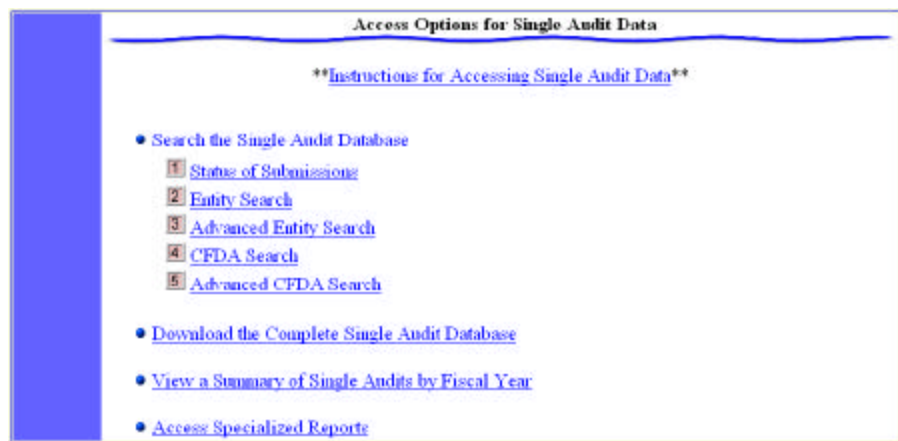 Access Options for Single Audit Data
**Instructions for Accessing Single Audit Data**
Search the Single Audit Database
1 Status of Submissions
2 Entity Search
3 Advanced Entity Search
4 CFDA Search
5 Advanced CFDA Search
Download the Complete Single Audit Database
View a Summary of Single Audits by Fiscal Year
Access Specialized Reports